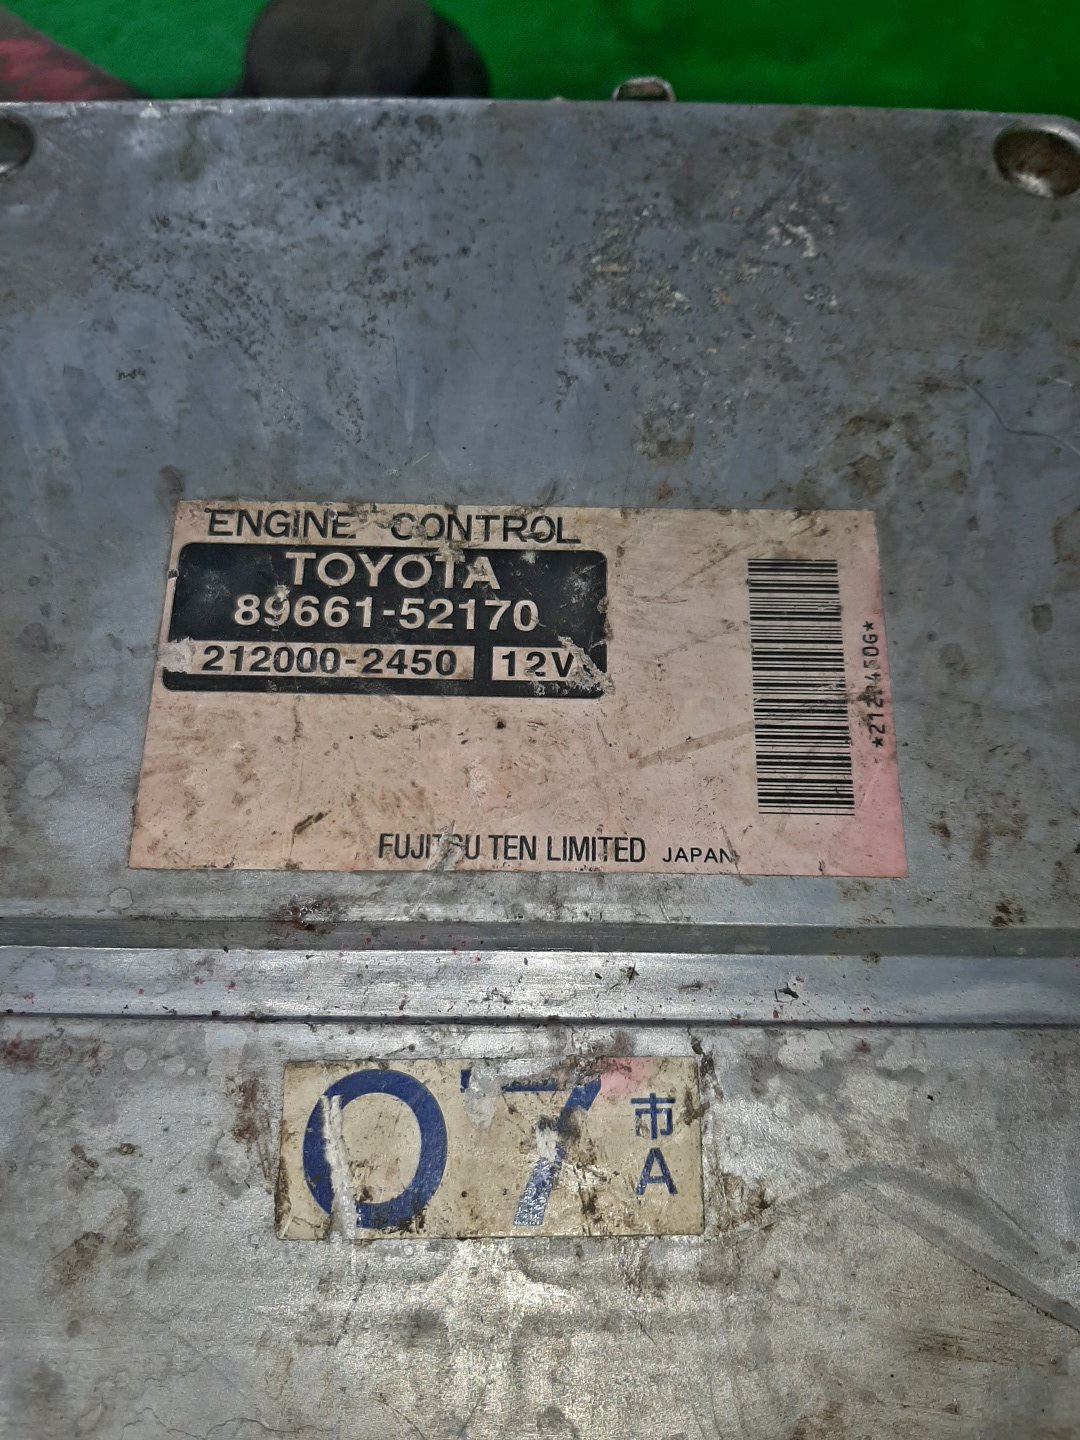 ENGINE CONTROL
TOYOTA
89661-52170
212000-2450 12V
FUJITSU TEN LIMITED JAPAN
07 市
A